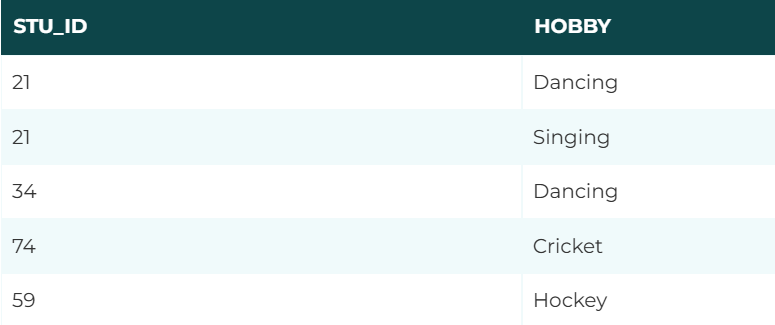 STU_ID HOBBY
21 Dancing
21 Singing
34 Dancing
74 Cricket
59 Hockey